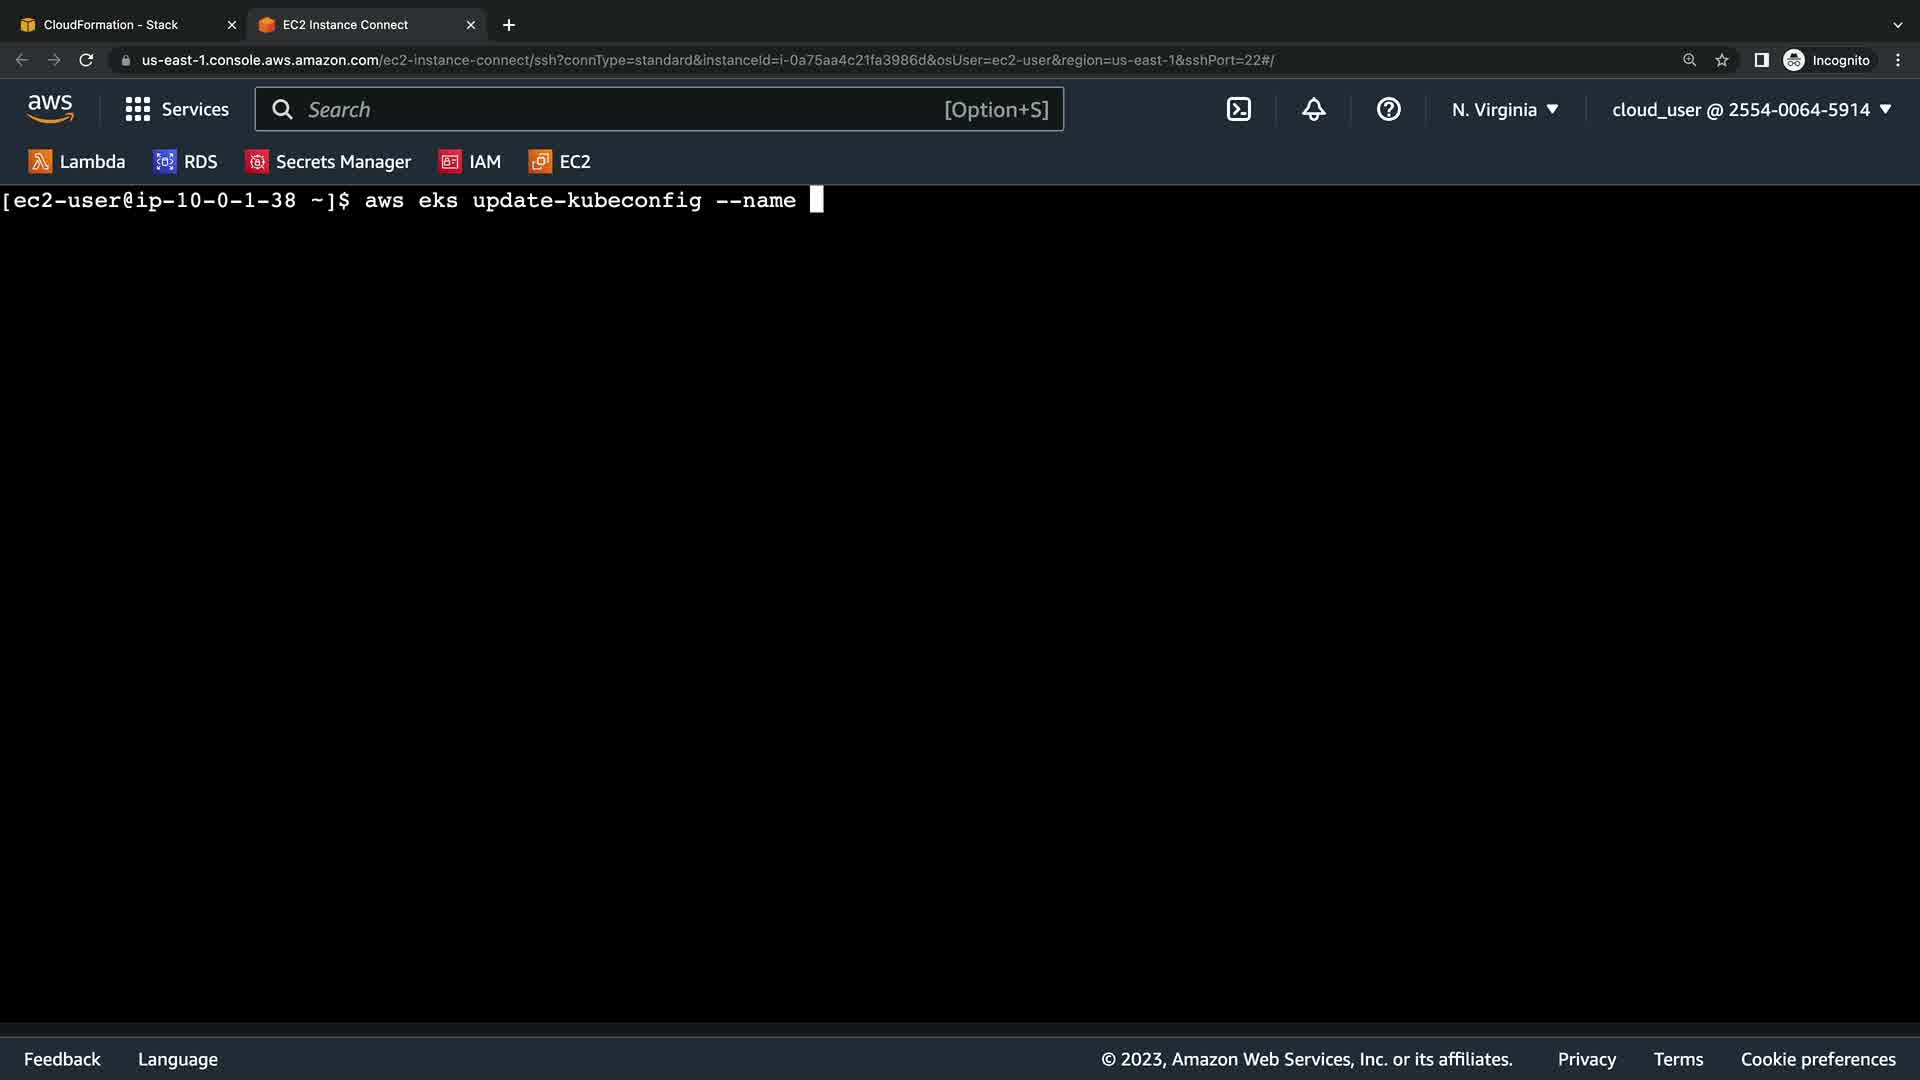 CloudFormation - Stack
EC2 Instance Connect
us-east-1.console.aws.amazon.com/ec2-instance-connect/ssh?connType=standard&instanceId=i-0a75aa4c21fa3986d&osUser=ec2-user&region=us-east-1&sshPort=22#/
Incognito
aws
Services
Search
[Option+S]
N. Virginia
cloud_user @ 2554-0064-5914
Lambda
RDS
Secrets Manager
IAM
EC2
[ec2-user@ip-10-0-1-38 ~]$ aws eks update-kubeconfig --name
Feedback
Language
© 2023, Amazon Web Services, Inc. or its affiliates.
Privacy
Terms
Cookie preferences